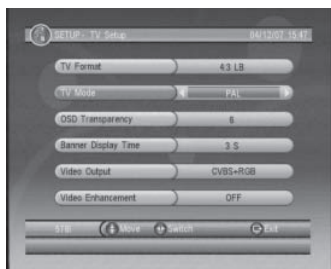 SETUP - TV Setup 04/12/07 15:47
TV Format 4:3 LB
TV Mode PAL
OSD Transparency 6
Banner Display Time 3 S
Video Output CVBS+RGB
Video Enhancement OFF
Move Switch Exit